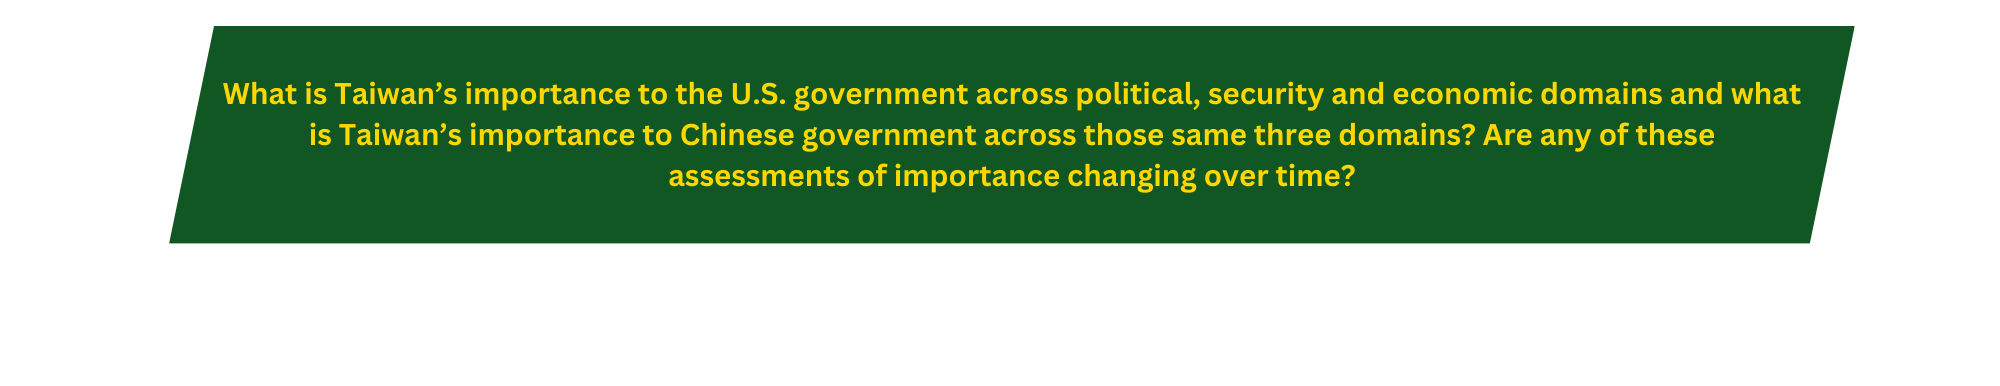 What is Taiwan’s importance to the U.S. government across political, security and economic domains and what
is Taiwan’s importance to Chinese government across those same three domains? Are any of these
assessments of importance changing over time?